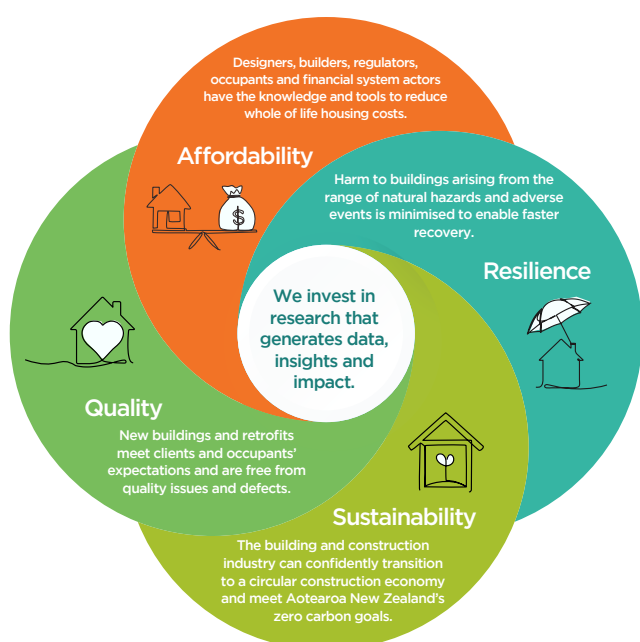 Designers, builders, regulators,
occupants and financial system actors
have the knowledge and tools to reduce
whole of life housing costs.
Affordability
$
Harm to buildings arising from the
range of natural hazards and adverse
events is minimised to enable faster
recovery.
Resilience
We invest in
research that
generates data,
insights and
impact.
Quality
New buildings and retrofits
meet clients and occupants'
expectations and are free from
quality issues and defects.
Sustainability
The building and construction
industry can confidently transition
to a circular construction economy
and meet Aotearoa New Zealand's
zero carbon goals.